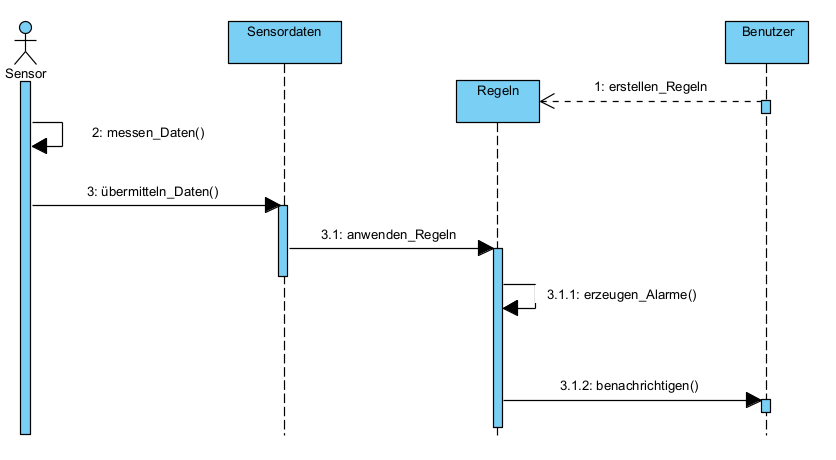 Sensordaten
Benutzer
Sensor
Regeln
1: erstellen_Regeln
2: messen_Daten()
3: übermitteln_Daten()
3.1: anwenden_Regeln
3.1.1: erzeugen_Alarme()
3.1.2: benachrichtigen()